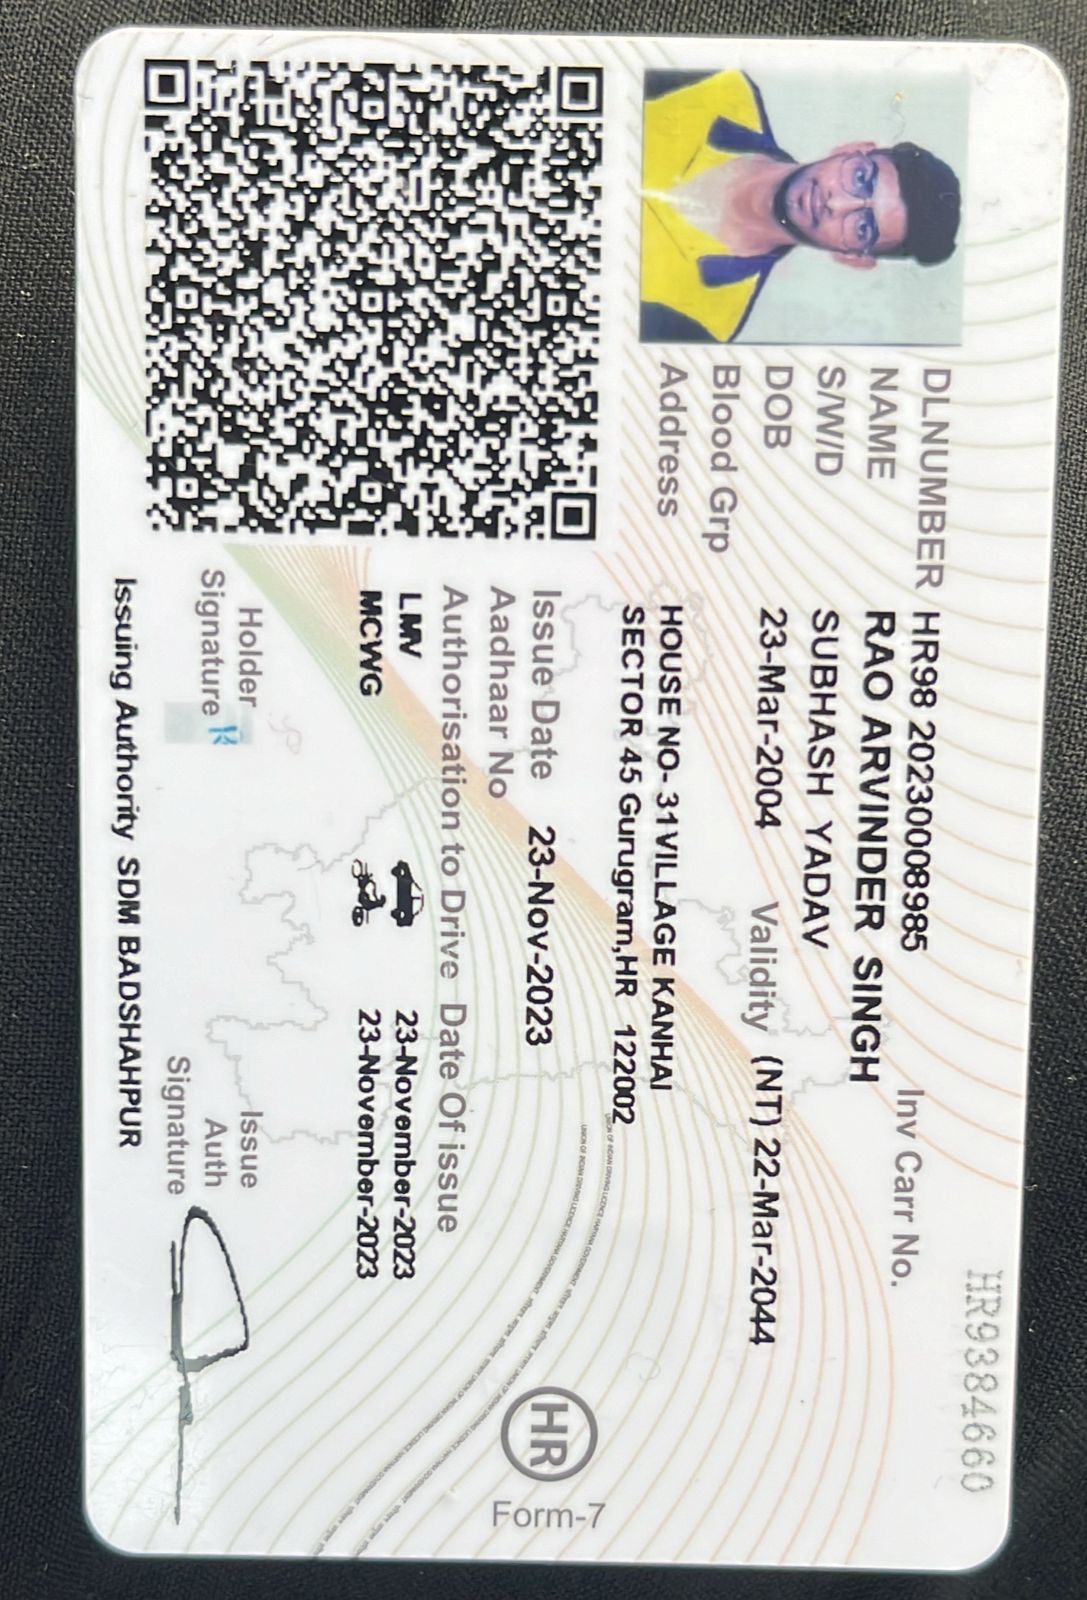 HR9384660
DLNUMBER HR98 20230008985 Inv Carr No.
NAME RAO ARVINDER SINGH
S/W/D SUBHASH YADAV
DOB 23-Mar-2004 Validity (NT) 22-Mar-2044
Blood Grp
Address HOUSE NO- 31VILLAGE KANHAI
SECTOR 45 Gurugram,HR 122002
Issue Date 23-Nov-2023
Aadhaar No
Authorisation to Drive Date Of issue
LMV 23-November-2023
MCWG 23-November-2023
HR
Form-7
Holder
Signature
Issue
Auth
Signature
Issuing Authority SDM BADSHAHPUR